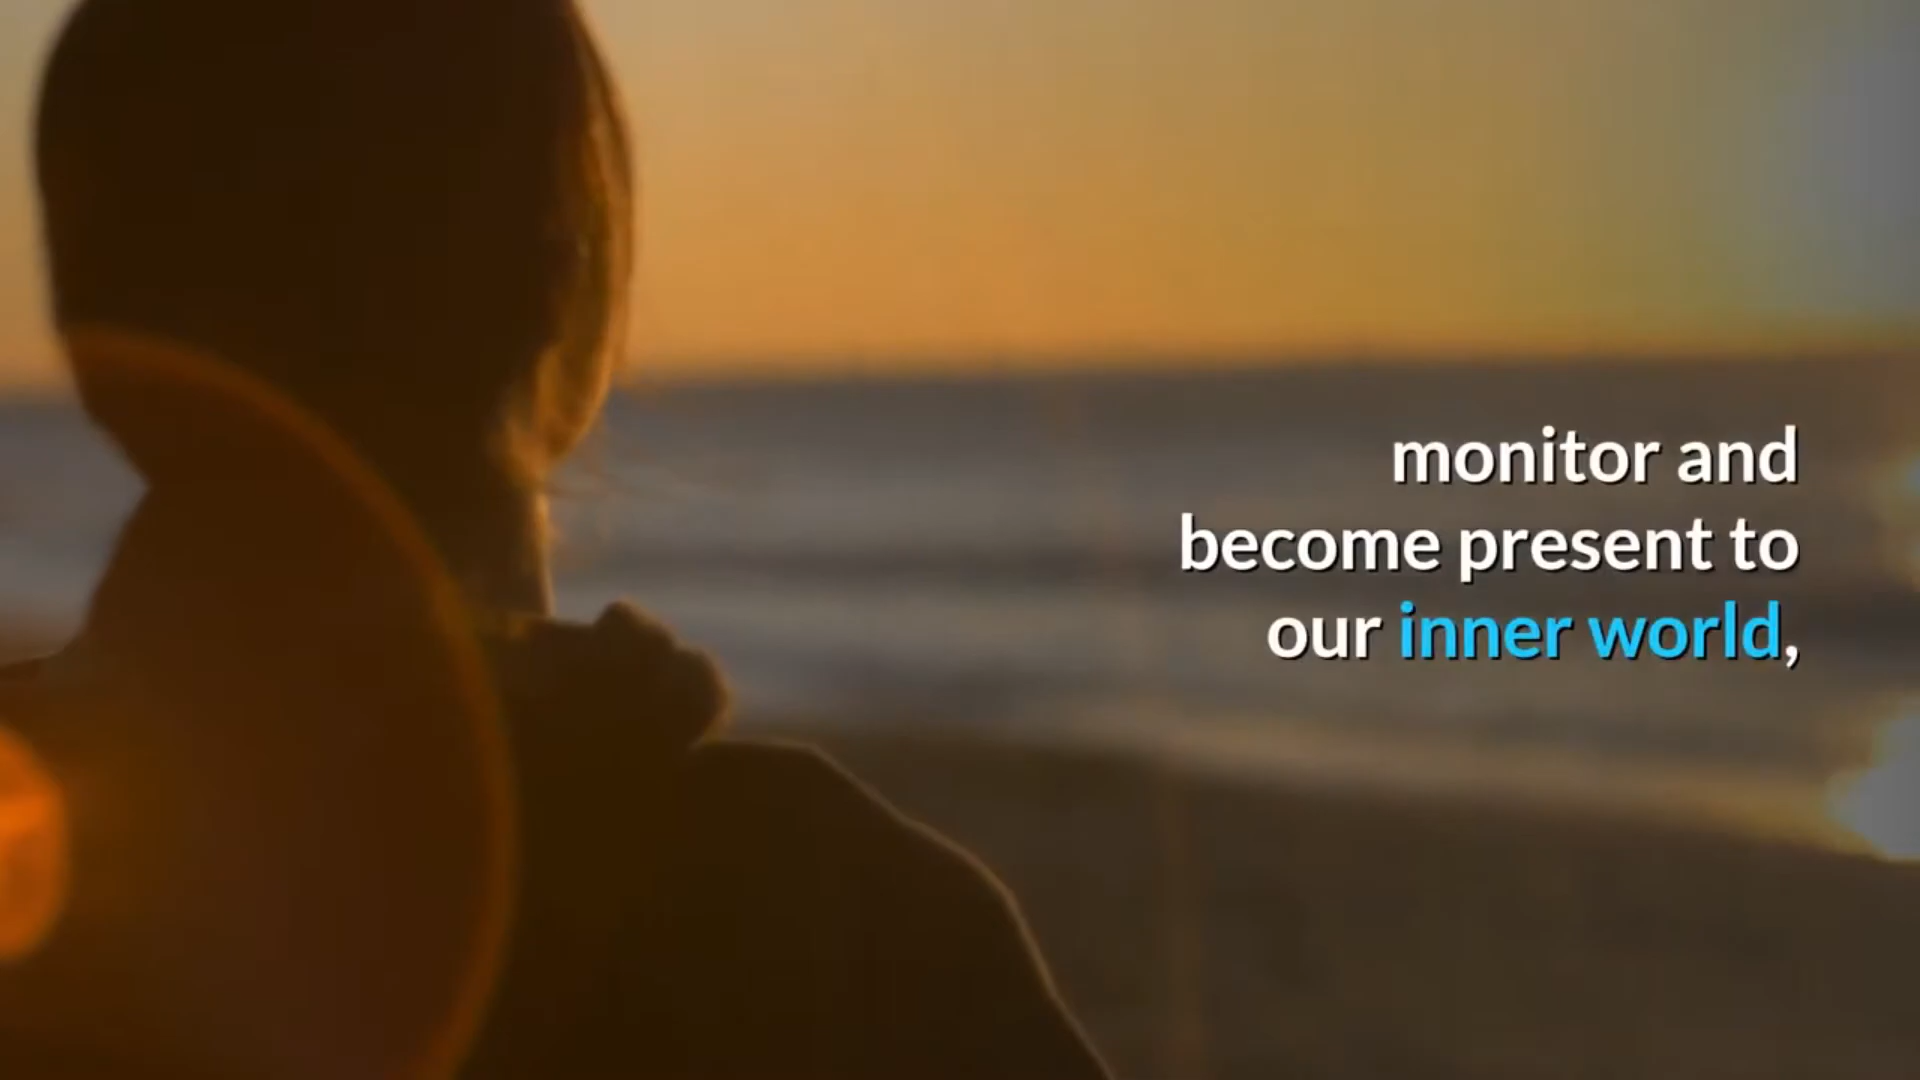 monitor and
become present to
our inner world,